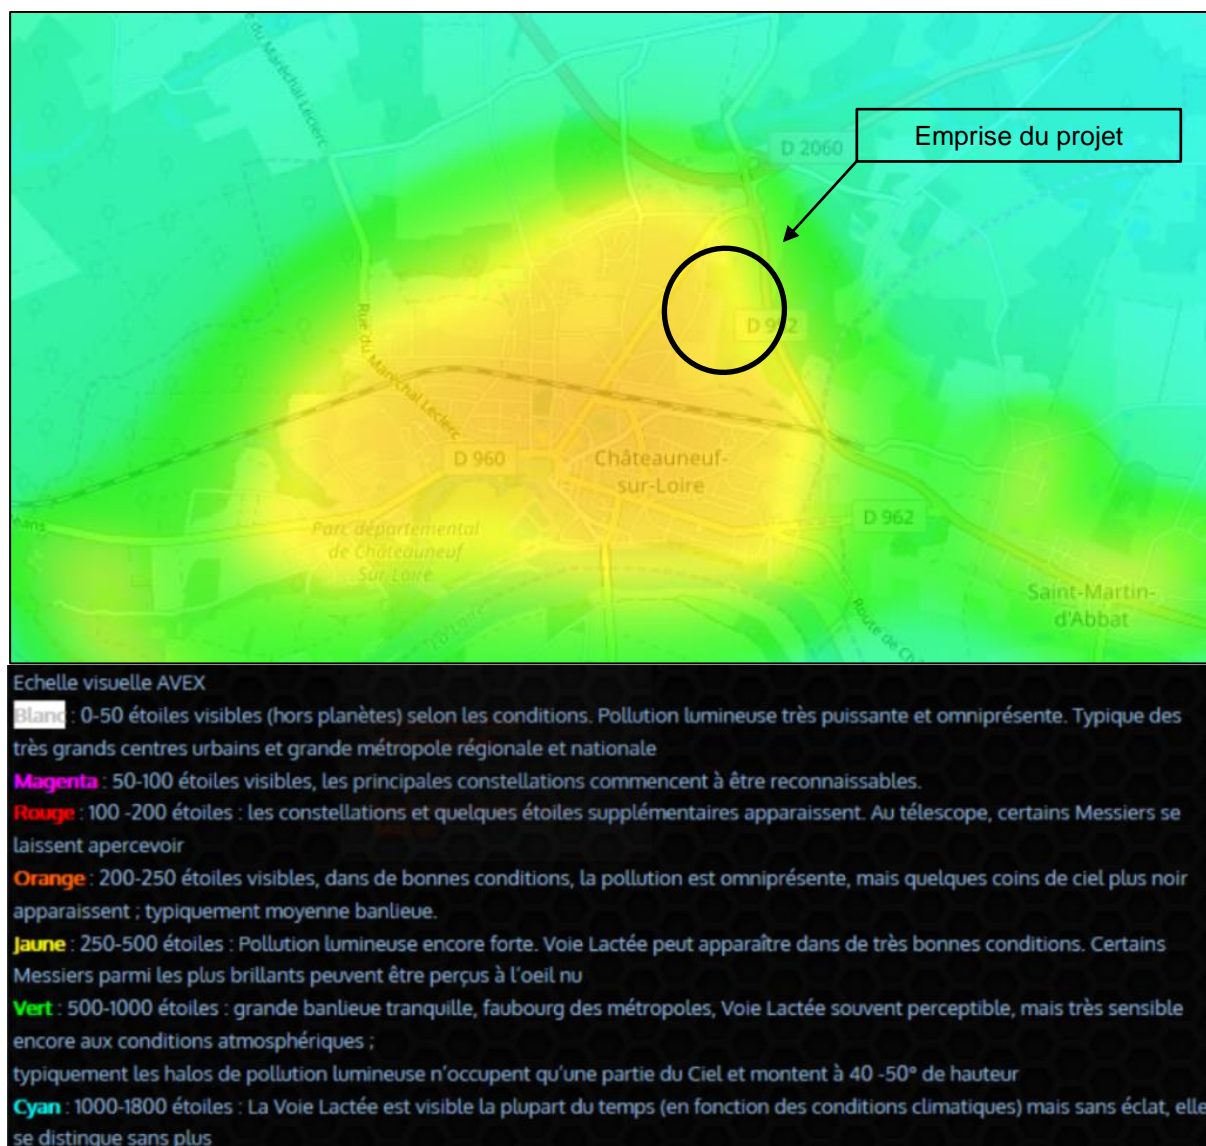 Rue du Maréchal Leclerc
D 2060
Emprise du projet
Rue du Maréchal Leclerc
D 952
D 960
Châteauneuf-
sur-Loire
D 962
Parc départemental
de Châteauneuf
Sur Loire
La Loire
Saint-Martin-
d'Abbat
Route de
Echelle visuelle AVEX
Blanc : 0-50 étoiles visibles (hors planètes) selon les conditions. Pollution lumineuse très puissante et omniprésente. Typique des
très grands centres urbains et grande métropole régionale et nationale
Magenta : 50-100 étoiles visibles, les principales constellations commencent à être reconnaissables.
Rouge : 100 -200 étoiles : les constellations et quelques étoiles supplémentaires apparaissent. Au télescope, certains Messiers se
laissent apercevoir
Orange : 200-250 étoiles visibles, dans de bonnes conditions, la pollution est omniprésente, mais quelques coins de ciel plus noir
apparaissent ; typiquement moyenne banlieue.
Jaune : 250-500 étoiles : Pollution lumineuse encore forte. Voie Lactée peut apparaître dans de très bonnes conditions. Certains
Messiers parmi les plus brillants peuvent être perçus à l'oeil nu
Vert : 500-1000 étoiles : grande banlieue tranquille, faubourg des métropoles, Voie Lactée souvent perceptible, mais très sensible
encore aux conditions atmosphériques ;
typiquement les halos de pollution lumineuse n'occupent qu'une partie du Ciel et montent à 40 -50° de hauteur
Cyan : 1000-1800 étoiles : La Voie Lactée est visible la plupart du temps (en fonction des conditions climatiques) mais sans éclat, elle
se distingue sans plus